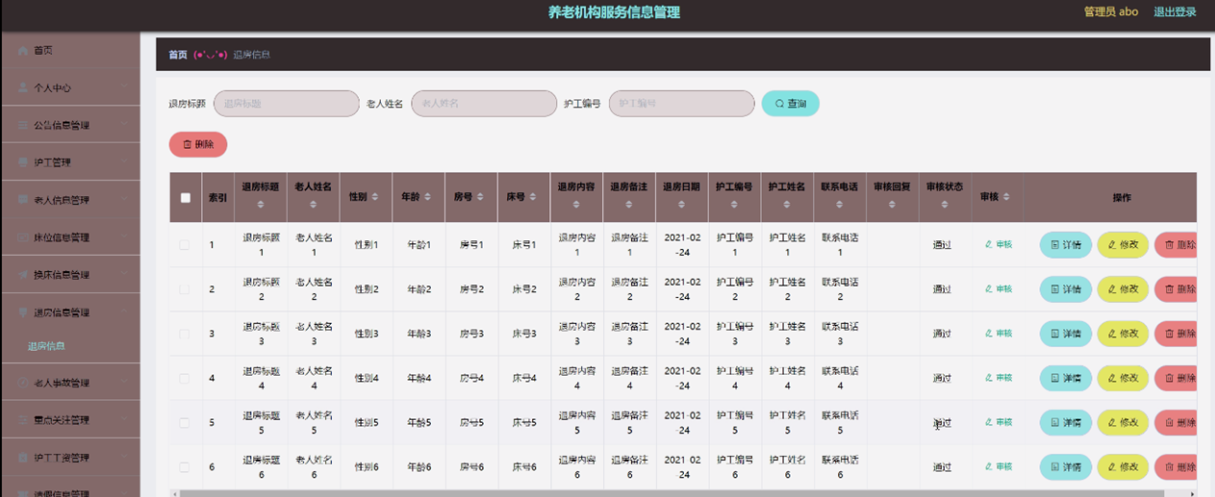 养老机构服务信息管理
管理员 abo 退出登录
首页
个人中心
公告信息管理
护工管理
老人信息管理
床位信息管理
换床信息管理
退房信息管理
退房信息
老人事故管理
重点关注管理
护工工资管理
请假信息管理
首页 (●'◡'●) 退房信息
退房标题 退房标题 老人姓名 老人姓名 护工编号 护工编号 查询
删除
索引 退房标题 老人姓名 性别 年龄 房号 床号 退房内容 退房备注 退房日期 护工编号 护工姓名 联系电话 审核回复 审核状态 审核 操作
1 退房标题1 老人姓名1 性别1 年龄1 房号1 床号1 退房内容1 退房备注1 2021-02-24 护工编号1 护工姓名1 联系电话1 通过 审核 详情 修改 删除
2 退房标题2 老人姓名2 性别2 年龄2 房号2 床号2 退房内容2 退房备注2 2021-02-24 护工编号2 护工姓名2 联系电话2 通过 审核 详情 修改 删除
3 退房标题3 老人姓名3 性别3 年龄3 房号3 床号3 退房内容3 退房备注3 2021-02-24 护工编号3 护工姓名3 联系电话3 通过 审核 详情 修改 删除
4 退房标题4 老人姓名4 性别4 年龄4 房号4 床号4 退房内容4 退房备注4 2021-02-24 护工编号4 护工姓名4 联系电话4 通过 审核 详情 修改 删除
5 退房标题5 老人姓名5 性别5 年龄5 房号5 床号5 退房内容5 退房备注5 2021-02-24 护工编号5 护工姓名5 联系电话5 通过 审核 详情 修改 删除
6 退房标题6 老人姓名6 性别6 年龄6 房号6 床号6 退房内容6 退房备注6 2021-02-24 护工编号6 护工姓名6 联系电话6 通过 审核 详情 修改 删除